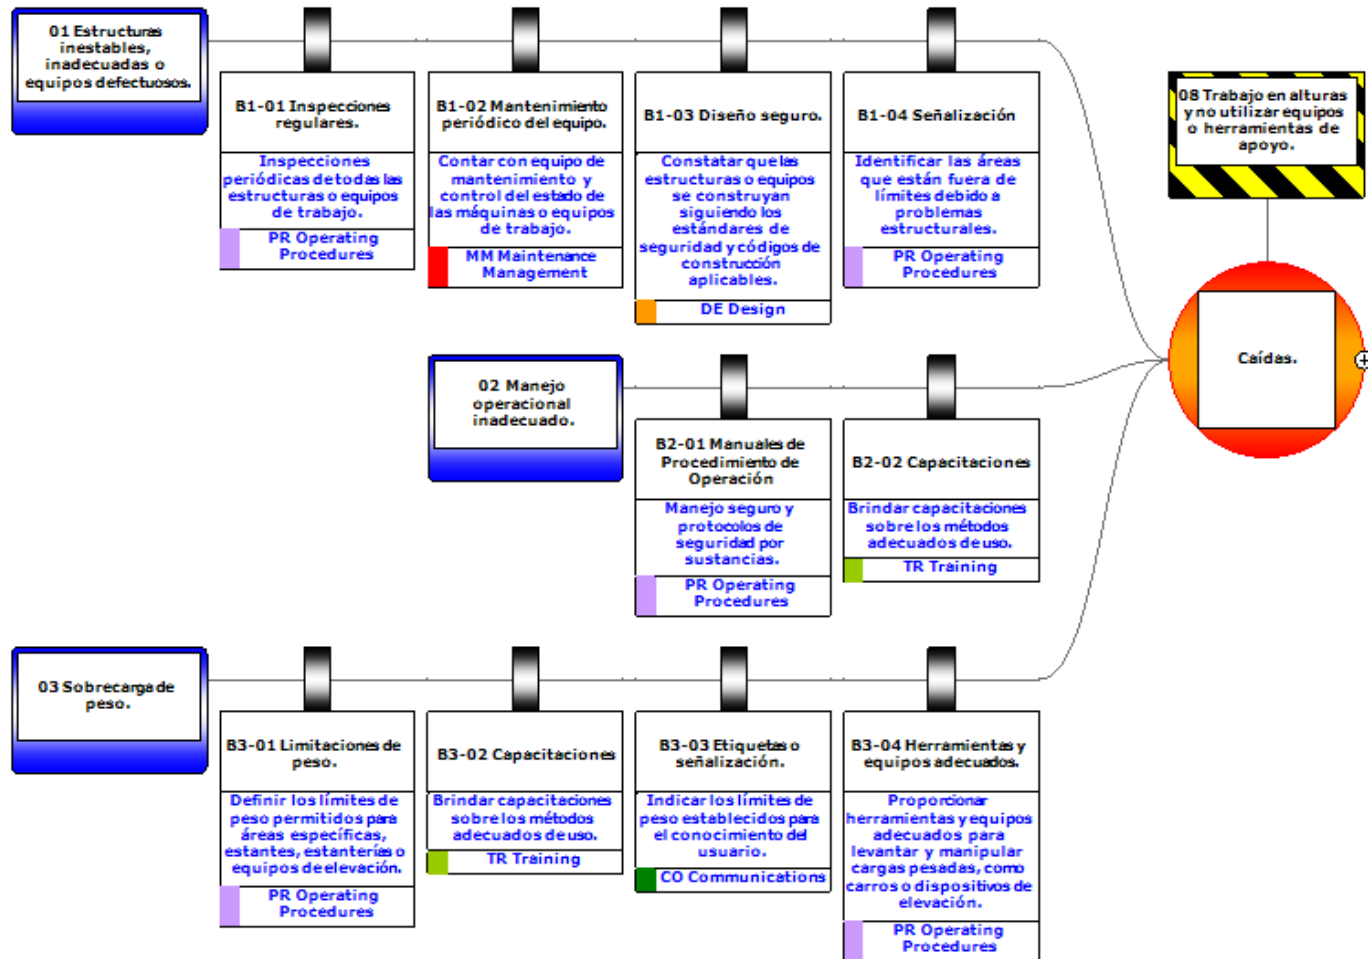 01 Estructuras
inestables,
inadecuadas o
equipos defectuosos.
B1-01 Inspecciones
regulares.
Inspecciones
periódicas de todas las
estructuras o equipos
de trabajo.
PR Operating
Procedures
B1-02 Mantenimiento
periódico del equipo.
Contar con equipo de
mantenimiento y
control del estado de
las máquinas o equipos
de trabajo.
MM Maintenance
Management
B1-03 Diseño seguro.
Constatar que las
estructuras o equipos
se construyan
siguiendo los
estándares de
seguridad y códigos de
construcción
aplicables.
DE Design
B1-04 Señalización
Identificar las áreas
que están fuera de
límites debido a
problemas
estructurales.
PR Operating
Procedures
08 Trabajo en alturas
y no utilizar equipos
o herramientas de
apoyo.
Caídas.
02 Manejo
operacional
inadecuado.
B2-01 Manuales de
Procedimiento de
Operación
Manejo seguro y
protocolos de
seguridad por
sustancias.
PR Operating
Procedures
B2-02 Capacitaciones
Brindar capacitaciones
sobre los métodos
adecuados de uso.
TR Training
03 Sobrecarga de
peso.
B3-01 Limitaciones de
peso.
Definir los límites de
peso permitidos para
áreas específicas,
estantes, estanterías o
equipos de elevación.
PR Operating
Procedures
B3-02 Capacitaciones
Brindar capacitaciones
sobre los métodos
adecuados de uso.
TR Training
B3-03 Etiquetas o
señalización.
Indicar los límites de
peso establecidos para
el conocimiento del
usuario.
CO Communications
B3-04 Herramientas y
equipos adecuados.
Proporcionar
herramientas y equipos
adecuados para
levantar y manipular
cargas pesadas, como
carros o dispositivos de
elevación.
PR Operating
Procedures